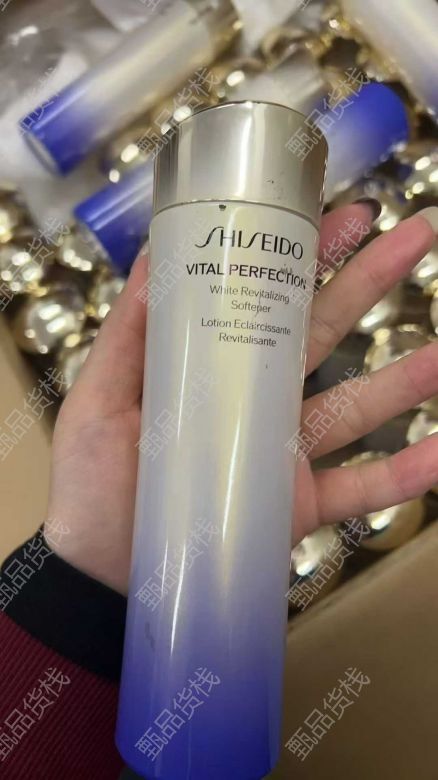 SHISEIDO
VITAL PERFECTION
White Revitalizing
Softener
Lotion Eclaircissante
Revitalisante
甄品货栈